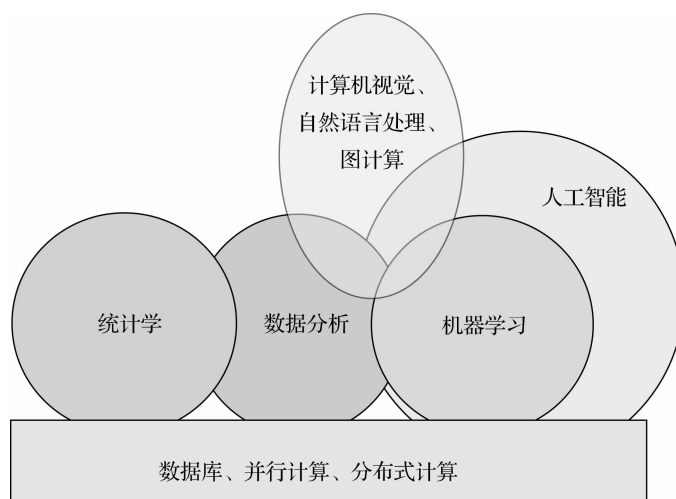 计算机视觉、
自然语言处理、
图计算
人工智能
统计学
数据分析
机器学习
数据库、并行计算、分布式计算